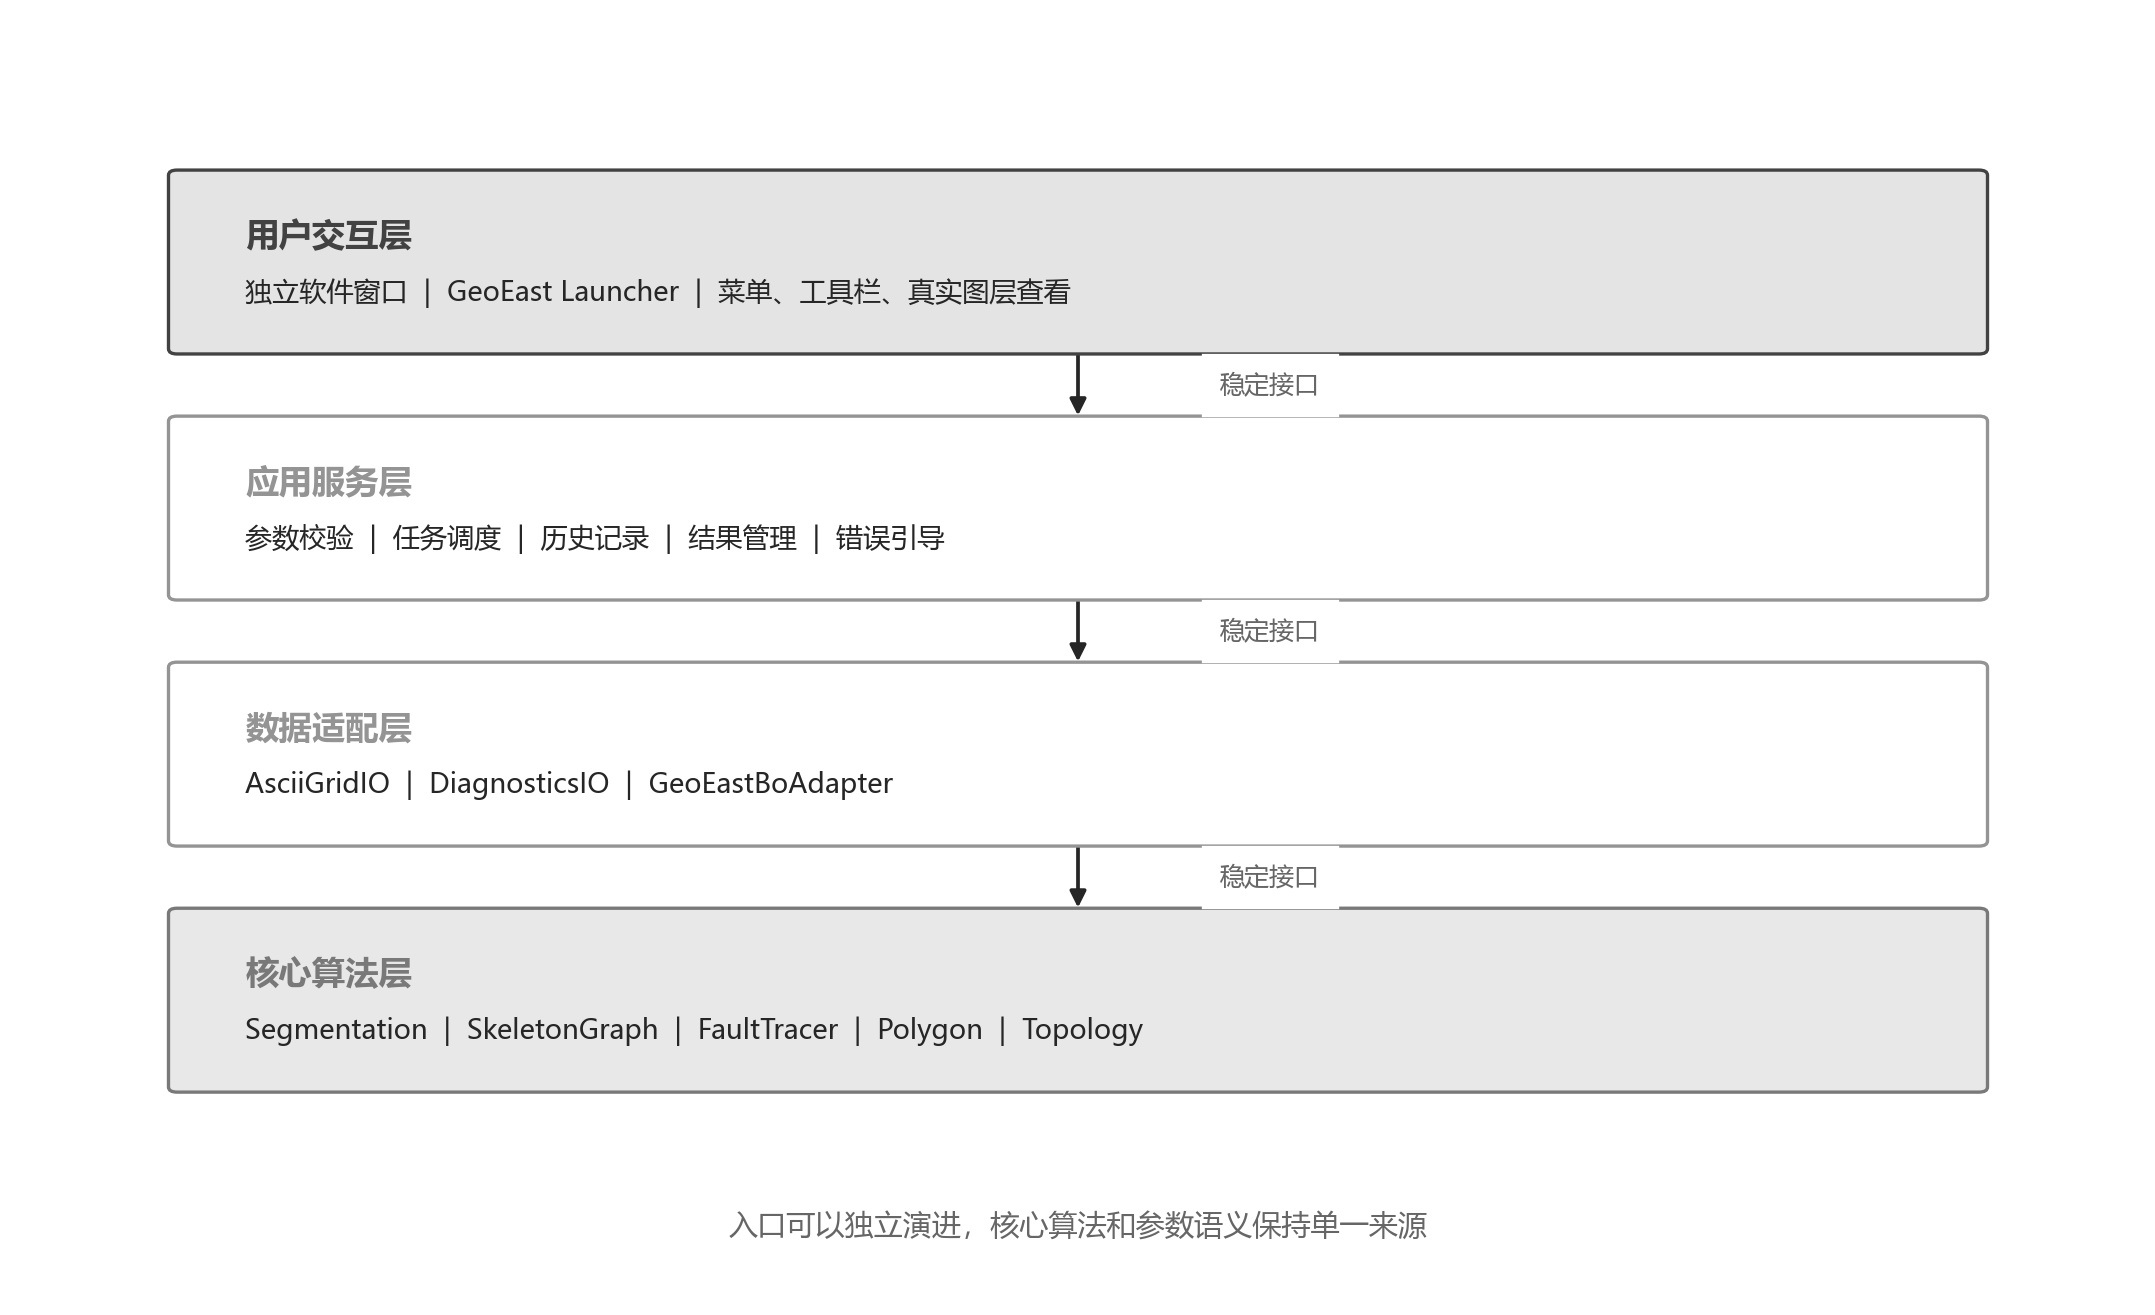 用户交互层
独立软件窗口 | GeoEast Launcher | 菜单、工具栏、真实图层查看
稳定接口
应用服务层
参数校验 | 任务调度 | 历史记录 | 结果管理 | 错误引导
稳定接口
数据适配层
AsciiGridIO | DiagnosticsIO | GeoEastBoAdapter
稳定接口
核心算法层
Segmentation | SkeletonGraph | FaultTracer | Polygon | Topology
入口可以独立演进，核心算法和参数语义保持单一来源